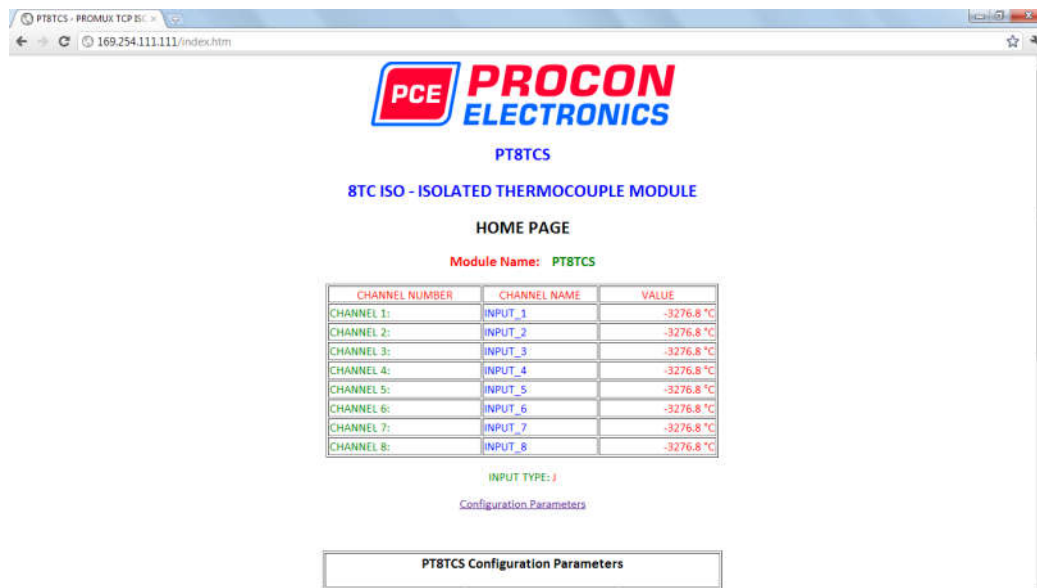 PT8TCS - PROMUX TCP ISC
169.254.111.111/index.htm
PCE PROCON
ELECTRONICS
PT8TCS
8TC ISO - ISOLATED THERMOCOUPLE MODULE
HOME PAGE
Module Name: PT8TCS
CHANNEL NUMBER CHANNEL NAME VALUE
CHANNEL 1: INPUT_1 -3276.8 °C
CHANNEL 2: INPUT_2 -3276.8 °C
CHANNEL 3: INPUT_3 -3276.8 °C
CHANNEL 4: INPUT_4 -3276.8 °C
CHANNEL 5: INPUT_5 -3276.8 °C
CHANNEL 6: INPUT_6 -3276.8 °C
CHANNEL 7: INPUT_7 -3276.8 °C
CHANNEL 8: INPUT_8 -3276.8 °C
INPUT TYPE: J
Configuration Parameters
PT8TCS Configuration Parameters